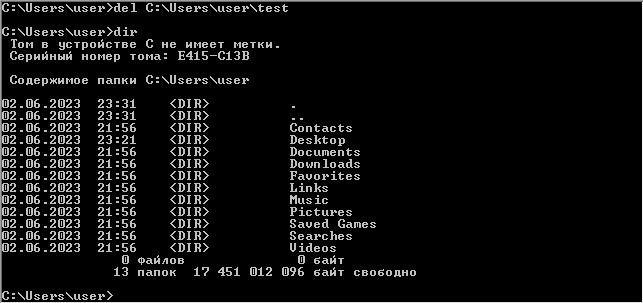 C:\Users\user>del C:\Users\user\test
C:\Users\user>dir
Том в устройстве C не имеет метки.
Серийный номер тома: E415-C13B
Содержимое папки C:\Users\user
02.06.2023  23:31    <DIR>          .
02.06.2023  23:31    <DIR>          ..
02.06.2023  21:56    <DIR>          Contacts
02.06.2023  23:21    <DIR>          Desktop
02.06.2023  21:56    <DIR>          Documents
02.06.2023  21:56    <DIR>          Downloads
02.06.2023  21:56    <DIR>          Favorites
02.06.2023  21:56    <DIR>          Links
02.06.2023  21:56    <DIR>          Music
02.06.2023  21:56    <DIR>          Pictures
02.06.2023  21:56    <DIR>          Saved Games
02.06.2023  21:56    <DIR>          Searches
02.06.2023  21:56    <DIR>          Videos
0 файлов              0 байт
13 папок  17 451 012 096 байт свободно
C:\Users\user>